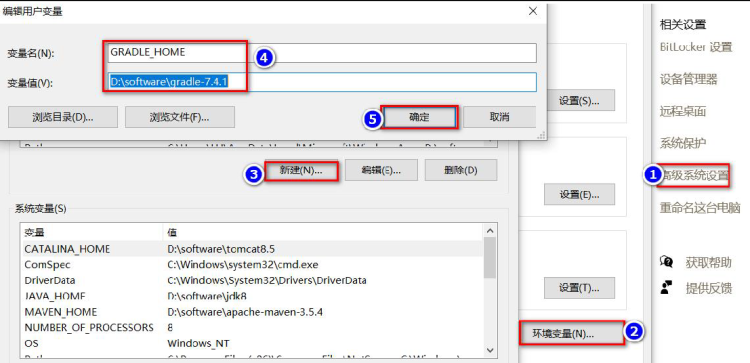 编辑用户变量
变量名(N):
GRADLE_HOME
4
变量值(V):
D:\software\gradle-7.4.1
浏览目录(D)...
浏览文件(F)...
5
确定
取消
3
新建(N)...
编辑(E)...
删除(D)
系统变量(S)
变量 值
CATALINA_HOME D:\software\tomcat8.5
ComSpec C:\Windows\system32\cmd.exe
DriverData C:\Windows\System32\Drivers\DriverData
JAVA_HOME D:\software\jdk8
MAVEN_HOME D:\software\apache-maven-3.5.4
NUMBER_OF_PROCESSORS 8
OS Windows_NT
设置(S)...
设置(E)...
设置(T)...
环境变量(N)...
2
相关设置
BitLocker 设置
设备管理器
远程桌面
系统保护
1
高级系统设置
重命名这台电脑
获取帮助
提供反馈